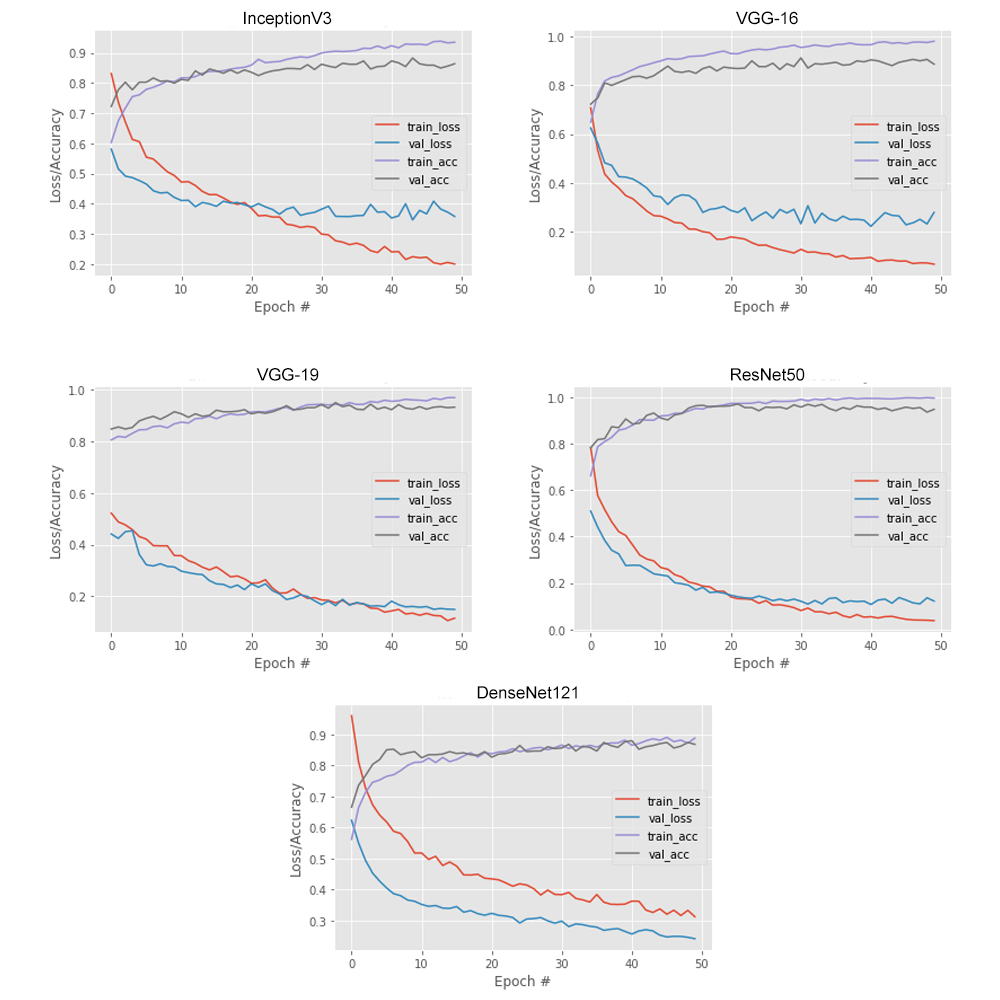 InceptionV3
0.9
0.8
0.7
0.6
0.5
0.4
0.3
0.2
Loss/Accuracy
train_loss
val_loss
train_acc
val_acc
0 10 20 30 40 50
Epoch #
VGG-16
1.0
0.8
0.6
0.4
0.2
Loss/Accuracy
train_loss
val_loss
train_acc
val_acc
0 10 20 30 40 50
Epoch #
VGG-19
1.0
0.8
0.6
0.4
0.2
Loss/Accuracy
train_loss
val_loss
train_acc
val_acc
0 10 20 30 40 50
Epoch #
ResNet50
1.0
0.8
0.6
0.4
0.2
0.0
Loss/Accuracy
train_loss
val_loss
train_acc
val_acc
0 10 20 30 40 50
Epoch #
DenseNet121
0.9
0.8
0.7
0.6
0.5
0.4
0.3
Loss/Accuracy
train_loss
val_loss
train_acc
val_acc
0 10 20 30 40 50
Epoch #